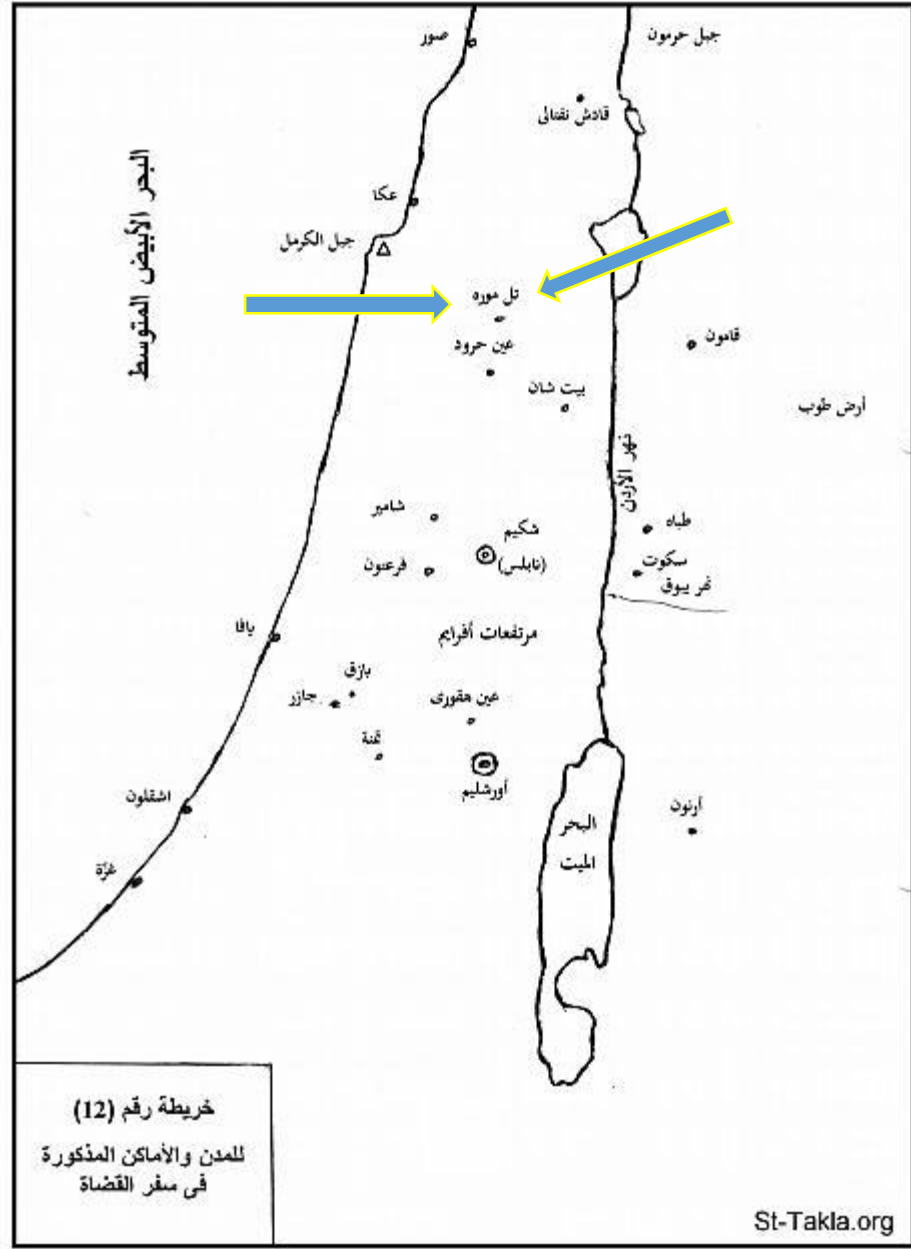 صور
جبل حرمون
قادش نفتالى
البحر الأبيض المتوسط
عكا
جبل الكرمل
تل موره
عين حرود
قامون
بيت شان
أرض طوب
نهر الأردن
شامير
شكيم
(نابلس)
طباه
سكوت
نهر يبوق
فرعتون
يافا
مرتفعات أفرايم
بازق
جازر
عين هقورى
تمنة
أورشليم
اشقلون
البحر
الميت
أرنون
غزّة
خريطة رقم (12)
للمدن والأماكن المذكورة
فى سفر القضاة
St-Takla.org